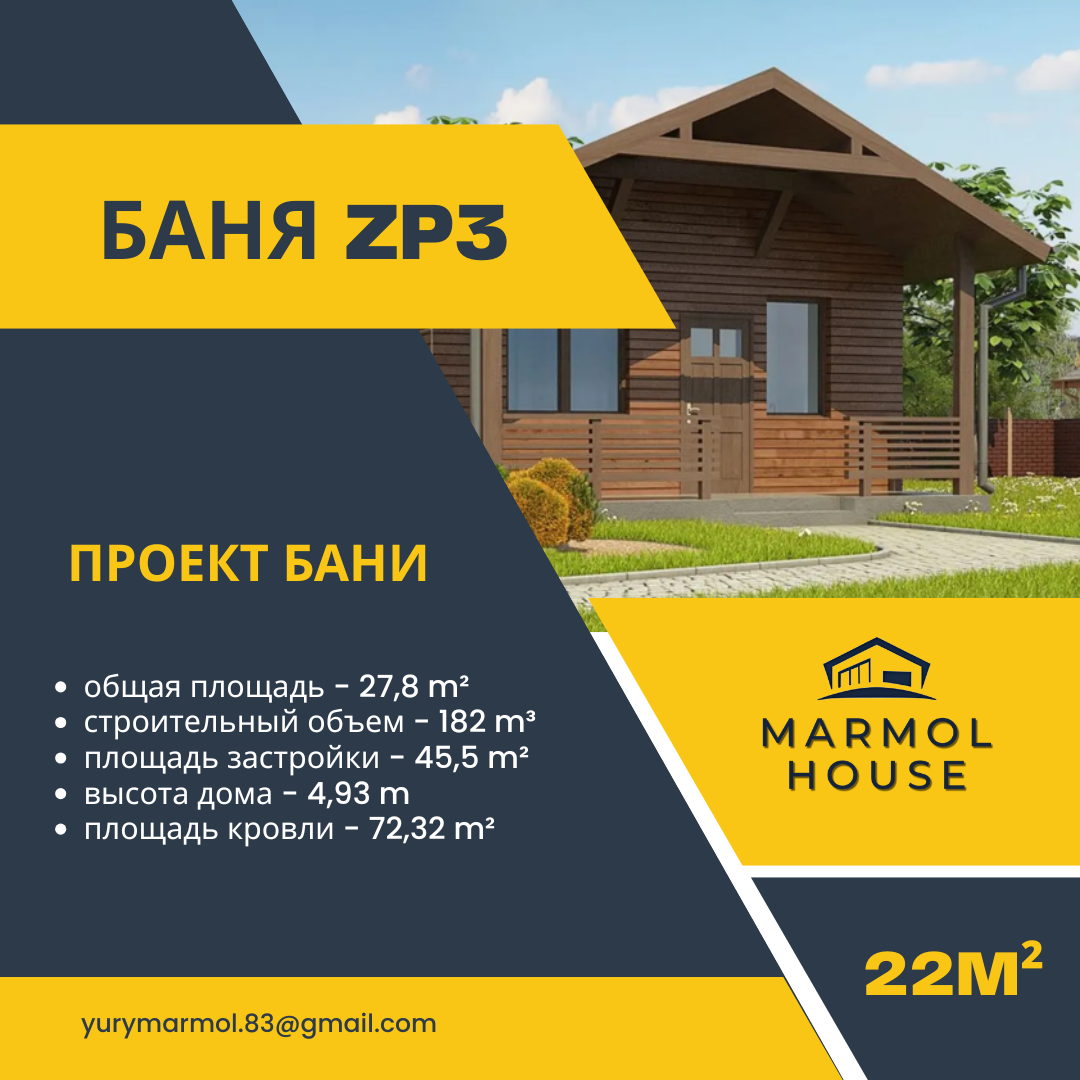 БАНЯ ZP3
ПРОЕКТ БАНИ
• общая площадь - 27,8 m²
• строительный объем - 182 m³
• площадь застройки - 45,5 m²
• высота дома - 4,93 m
• площадь кровли - 72,32 m²
MARMOL
HOUSE
22М²
yurymarmol.83@gmail.com